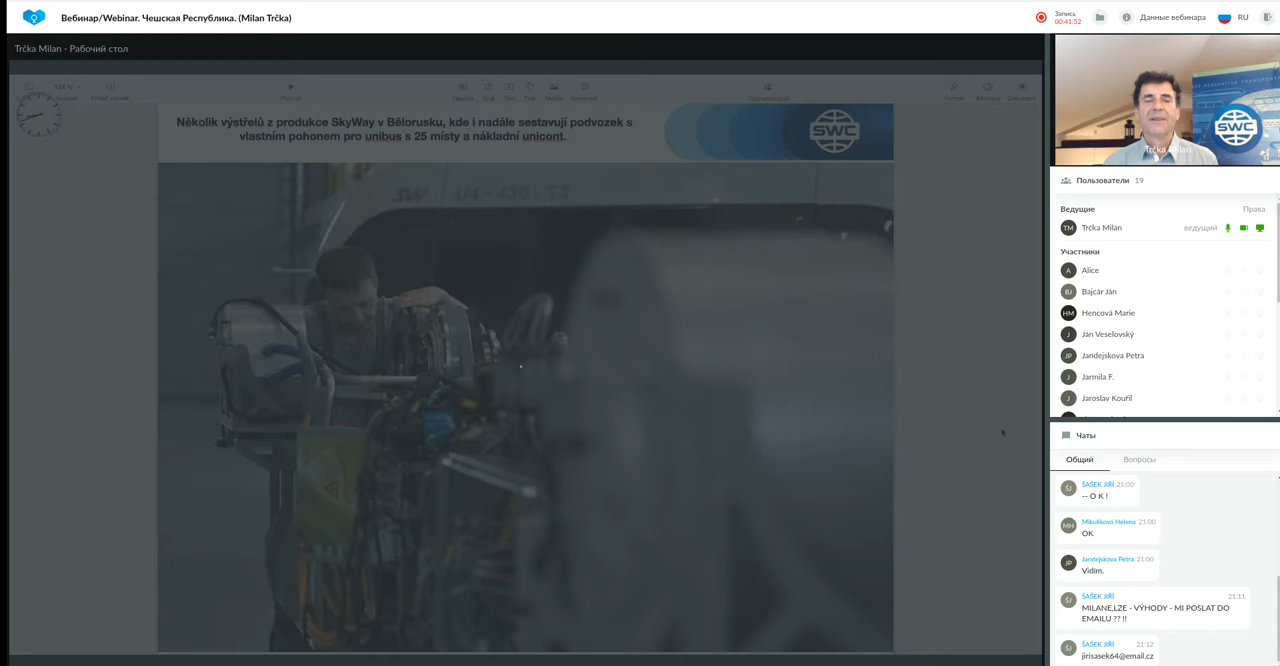 Вебинар/Webinar. Чешская Республика. (Milan Trčka)
Запись
00:41:52
Данные вебинара
RU
Trčka Milan - Рабочий стол
Několik výstřelů z produkce SkyWay v Bělorusku, kde i nadále sestavují podvozek s
vlastním pohonem pro unibus s 25 místy a nákladní unicont.
SWC
SWC
Trčka Milan
Пользователи 19
Ведущие Права
TM Trčka Milan ведущий
Участники
A Alice
BJ Bajcár Ján
HM Hencová Marie
J Ján Veselovský
JP Jandejskova Petra
J Jarmila F.
J Jaroslav Kouřil
Чаты
Общий Вопросы
ŠJ ŠAŠEK JIŘÍ 21:00
-- O K !
MH Mikulíková Helena 21:00
OK
JP Jandejskova Petra 21:00
Vidím.
ŠJ ŠAŠEK JIŘÍ 21:11
MILANE,LZE - VÝHODY - MI POSLAT DO
EMAILU ?? !!
ŠJ ŠAŠEK JIŘÍ 21:12
jirisasek64@email.cz